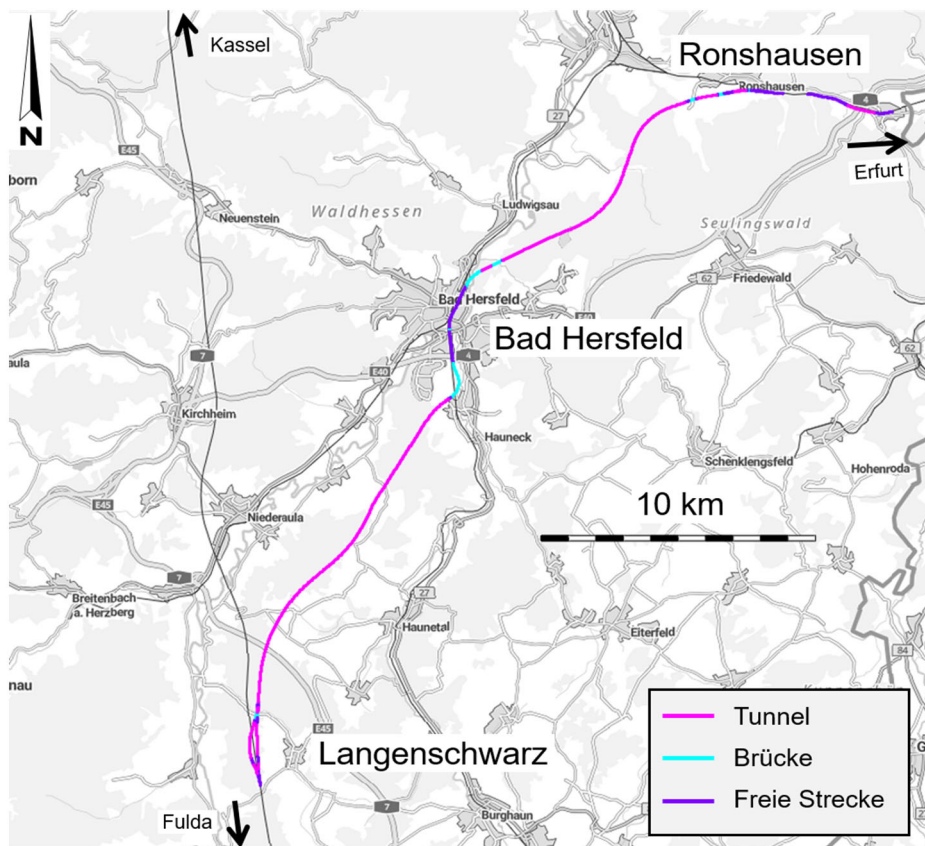 Kassel
Ronshausen
Ronshausen
4
Erfurt
N
27
E45
born
Neuenstein
Waldhessen
Ludwigsau
Seulingswald
62
Friedewald
Bad Hersfeld
E40
Bad Hersfeld
4
7
aula
E40
62
Kirchheim
Hauneck
Schenklengsfeld
Hohenroda
E45
10 km
Niederaula
7
Breitenbach
a. Herzberg
27
Haunetal
Eiterfeld
84
nau
Langenschwarz
E45
Tunnel
Brücke
Freie Strecke
7
Fulda
Burghaun